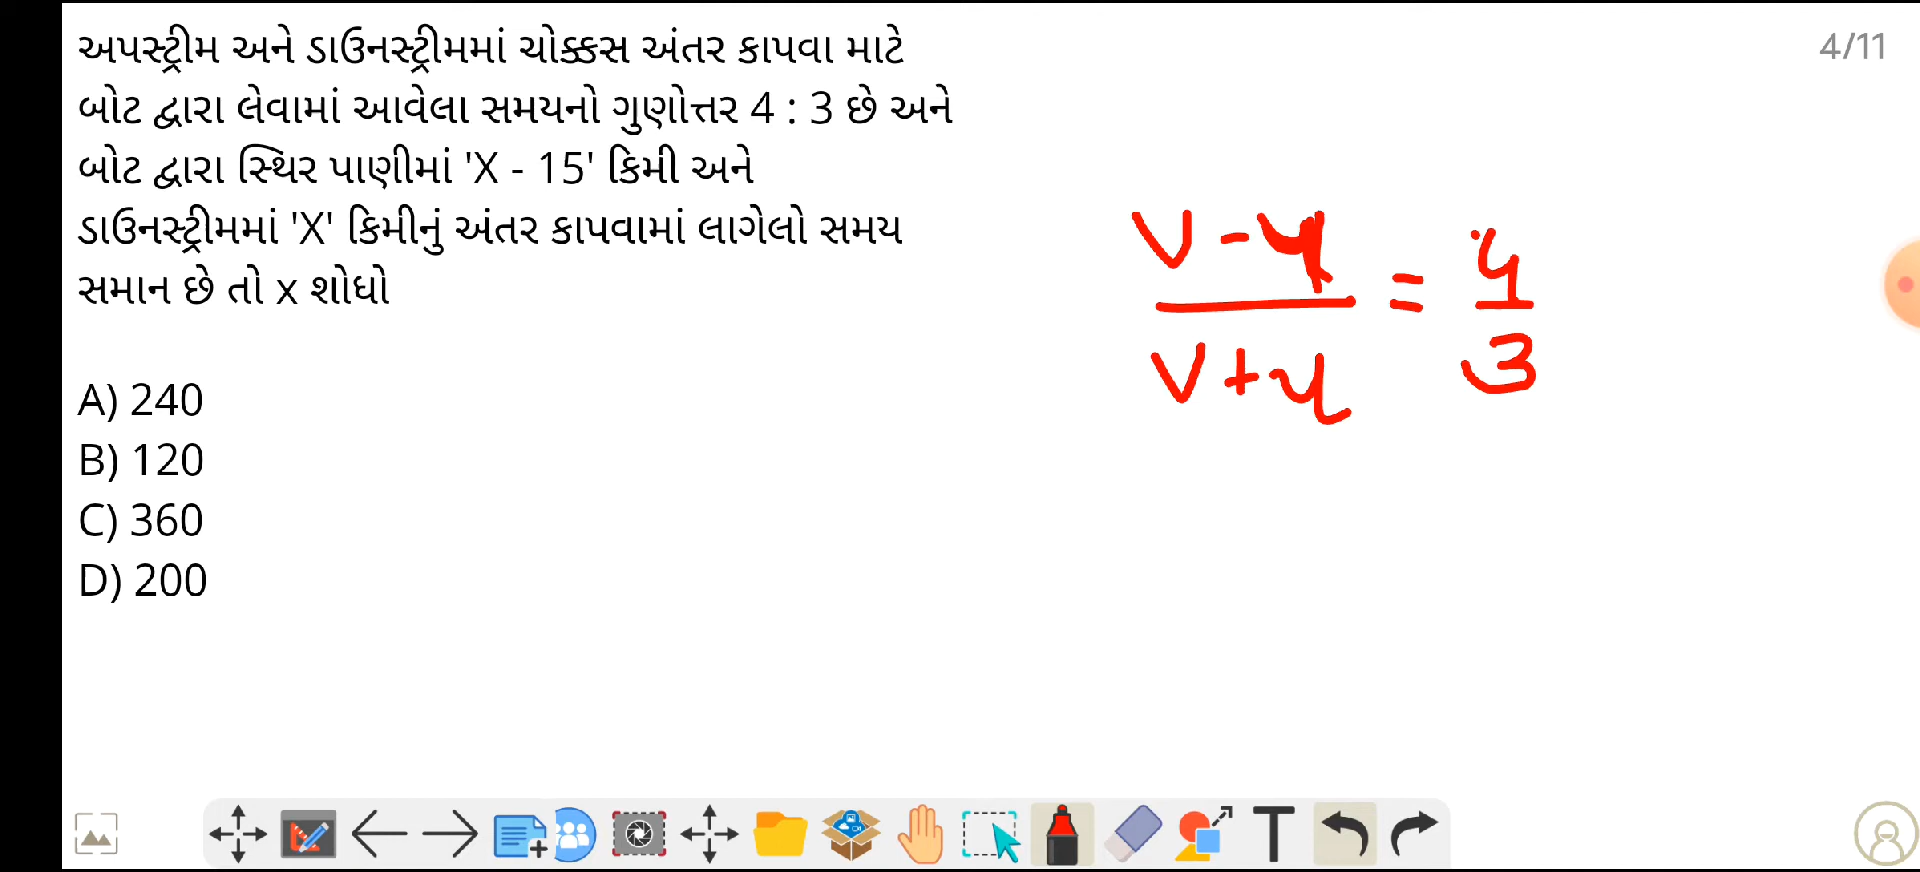 અપસ્ટ્રીમ અને ડાઉનસ્ટ્રીમમાં ચોક્કસ અંતર કાપવા માટે
બોટ દ્વારા લેવામાં આવેલા સમયનો ગુણોત્તર 4 : 3 છે અને
બોટ દ્વારા સ્થિર પાણીમાં 'X - 15' કિમી અને
ડાઉનસ્ટ્રીમમાં 'X' કિમીનું અંતર કાપવામાં લાગેલો સમય
સમાન છે તો x શોધો
A) 240
B) 120
C) 360
D) 200
4/11
v - y
= 4
v + y
3
T